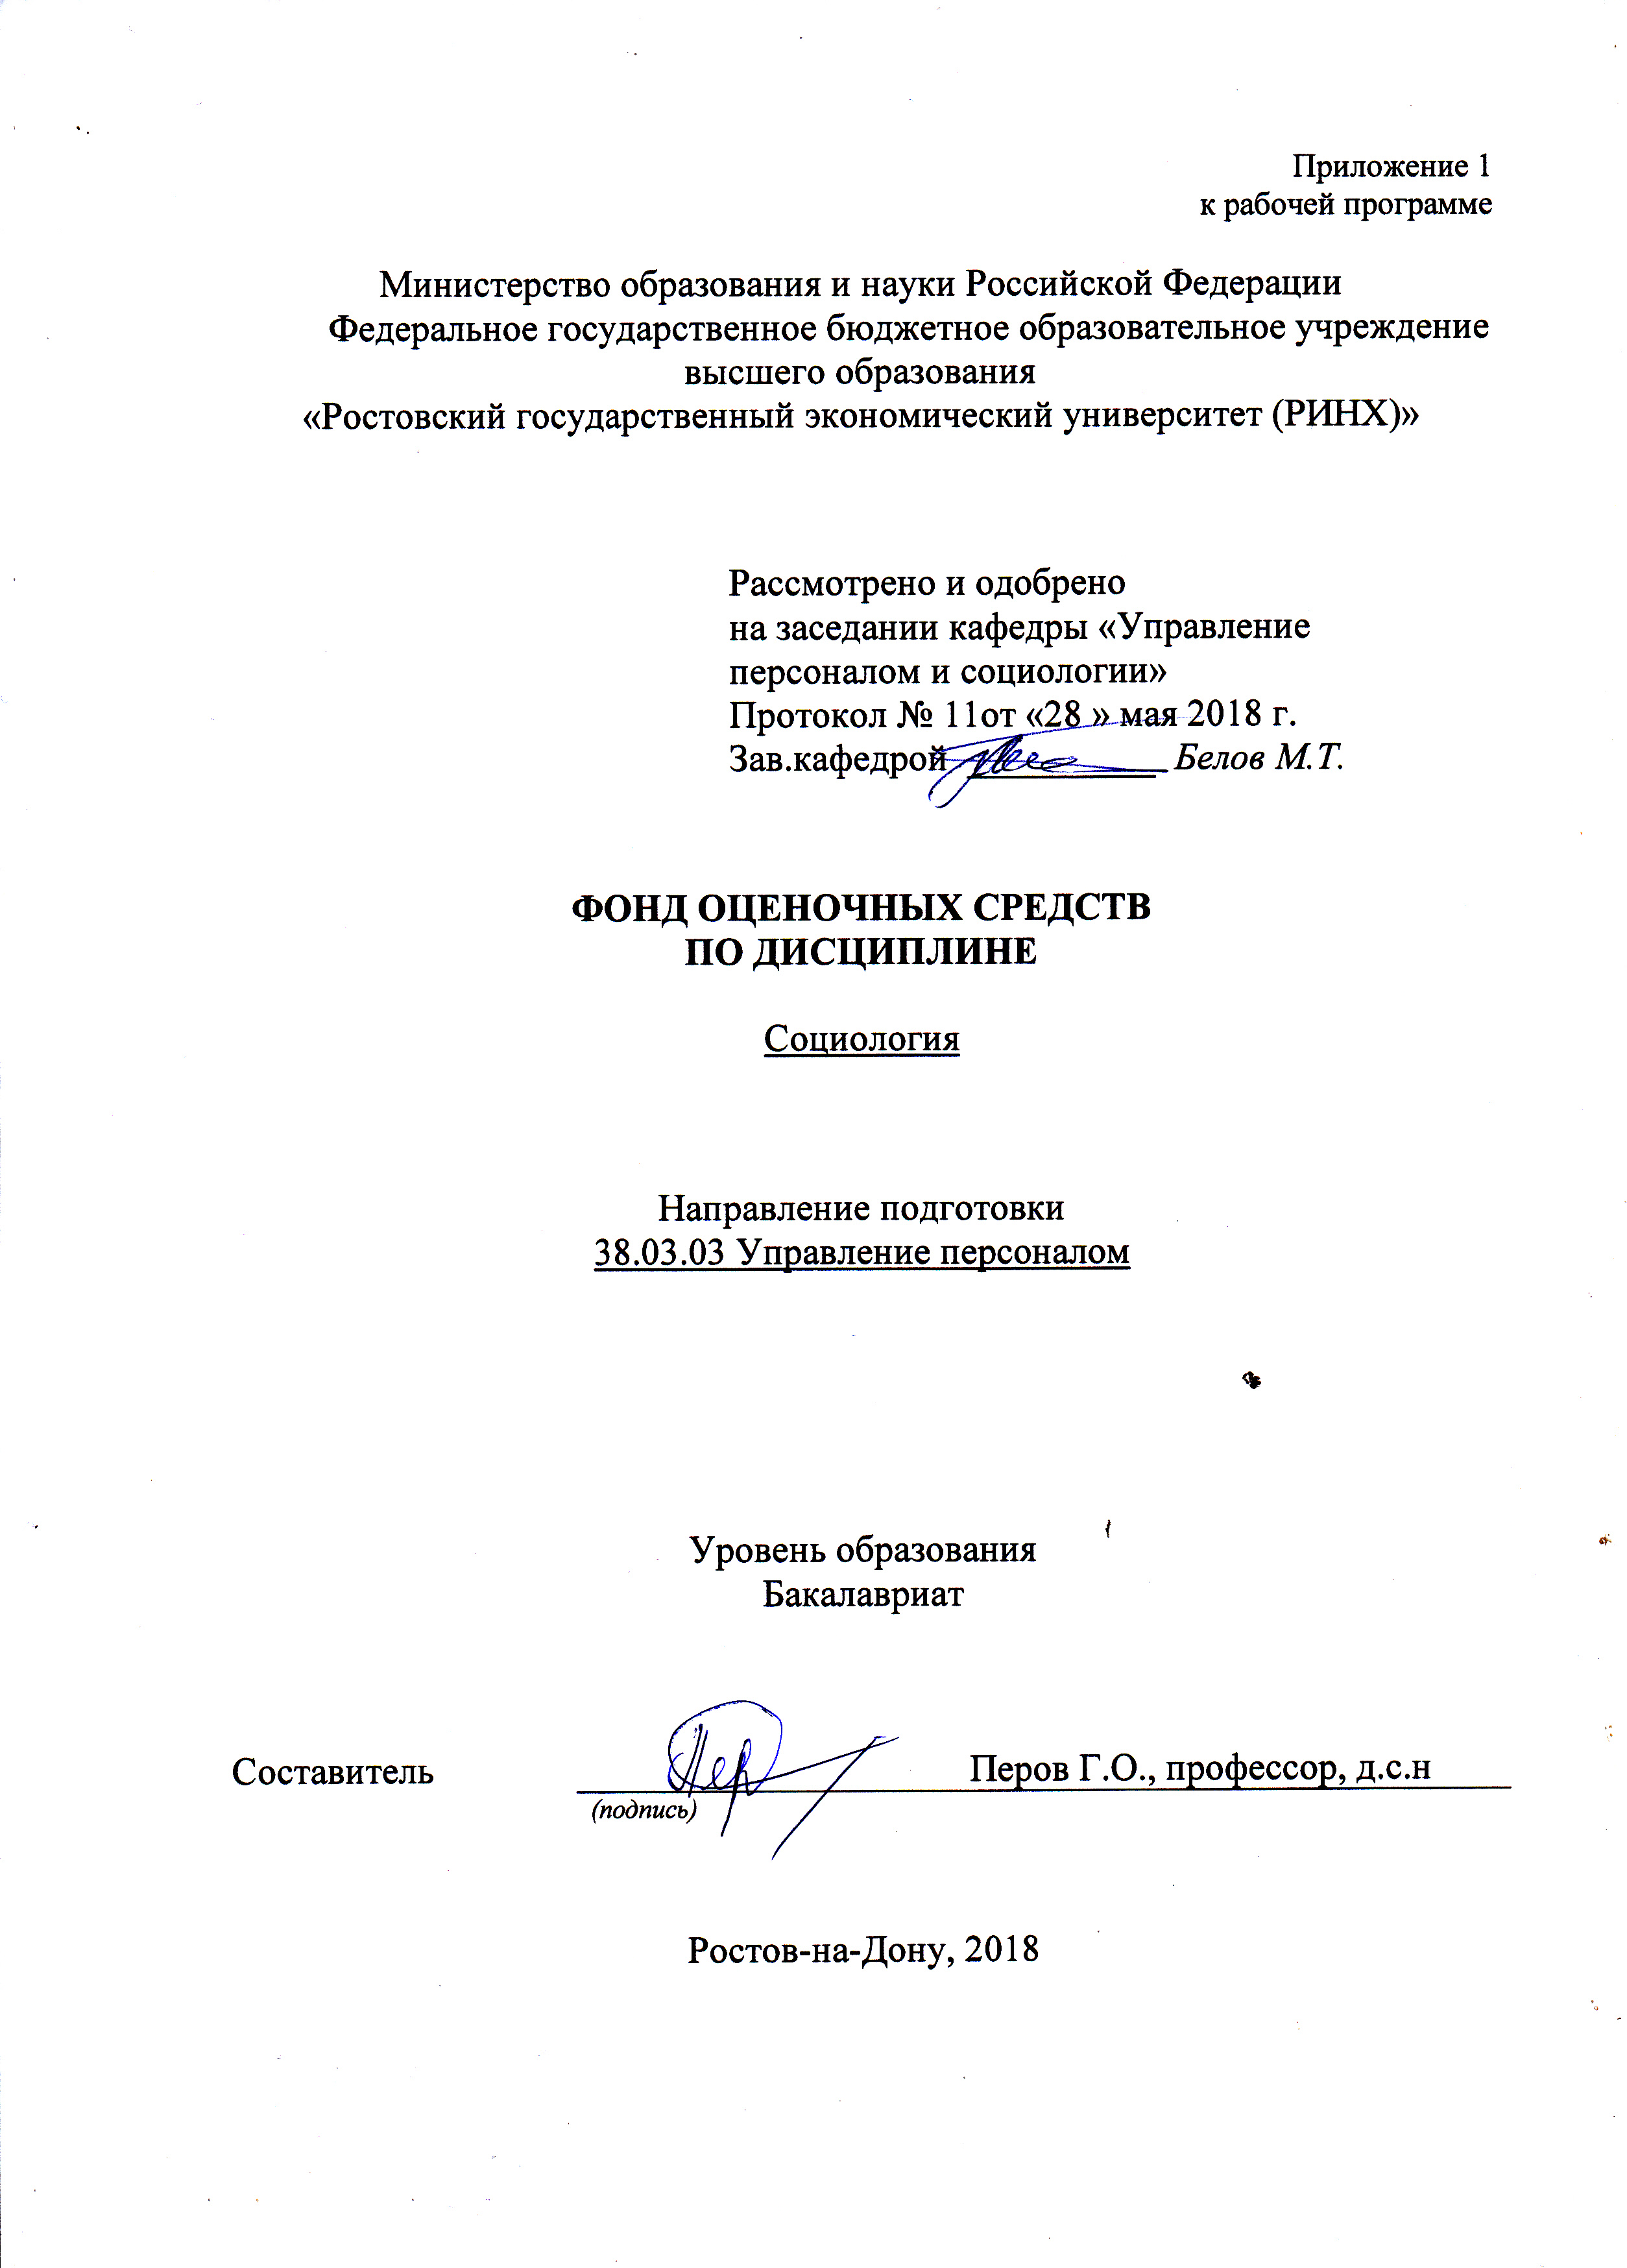 Приложение 1
к рабочей программе
Министерство образования и науки Российской Федерации
Федеральное государственное бюджетное образовательное учреждение
высшего образования
«Ростовский государственный экономический университет (РИНХ)»
Рассмотрено и одобрено
на заседании кафедры «Управление
персоналом и социологии»
Протокол № 11от «28 » мая 2018 г.
Зав.кафедрой Белов М.Т.
ФОНД ОЦЕНОЧНЫХ СРЕДСТВ
ПО ДИСЦИПЛИНЕ
Социология
Направление подготовки
38.03.03 Управление персоналом
Уровень образования
Бакалавриат
Составитель Перов Г.О., профессор, д.с.н
(подпись)
Ростов-на-Дону, 2018